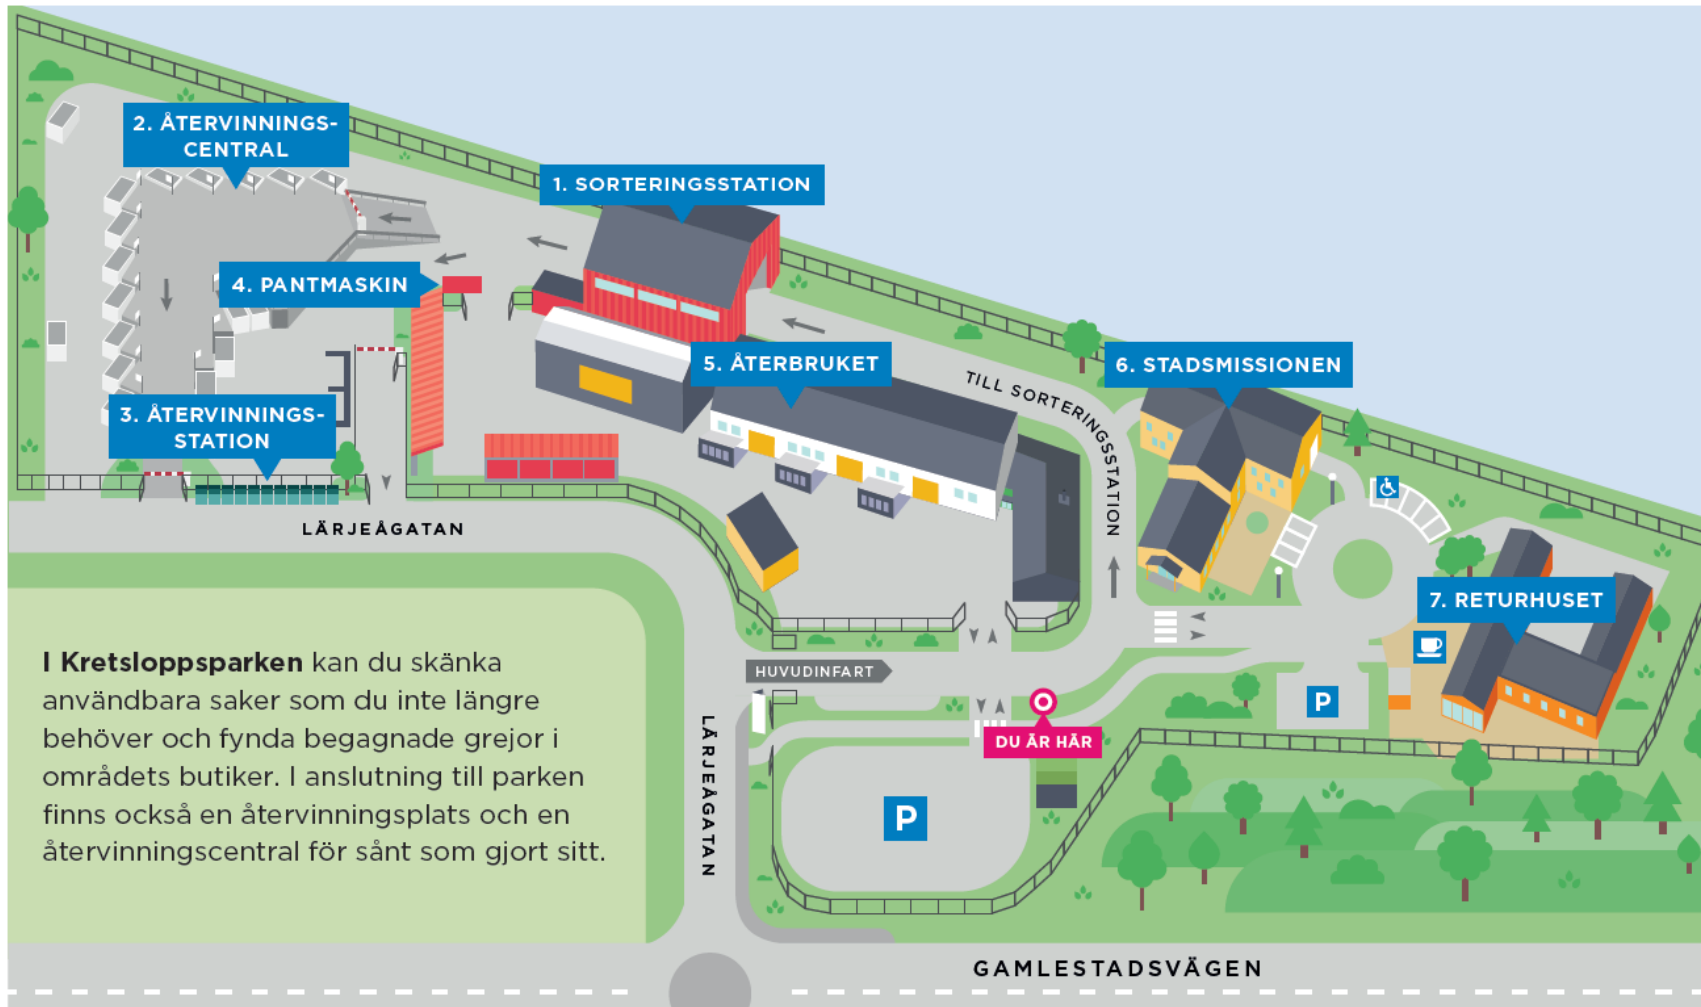 2. ÅTERVINNINGS-
CENTRAL
1. SORTERINGSSTATION
4. PANTMASKIN
5. ÅTERBRUKET
6. STADSMISSIONEN
TILL SORTERINGSSTATION
3. ÅTERVINNINGS-
STATION
LÄRJEÅGATAN
7. RETURHUSET
I Kretsloppsparken kan du skänka
användbara saker som du inte längre
behöver och fynda begagnade grejor i
områdets butiker. I anslutning till parken
finns också en återvinningsplats och en
återvinningscentral för sånt som gjort sitt.
HUVUDINFART
P
DU ÄR HÄR
LÄRJEÅGATAN
P
GAMLESTADSVÄGEN